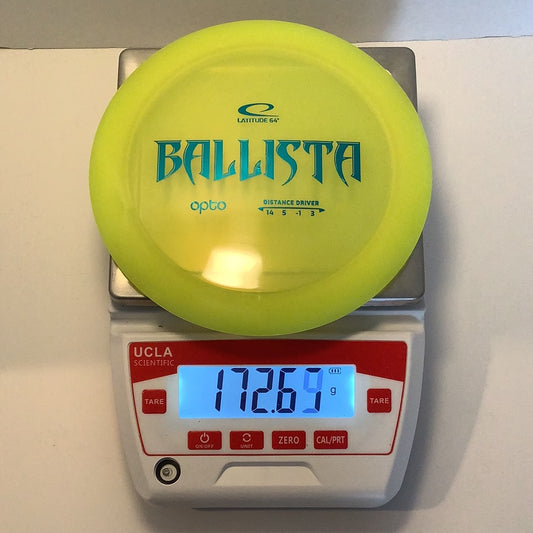 LATITUDE 64°
BALLISTA
opto
DISTANCE DRIVER
14 5 -1 3
UCLA
SCIENTIFIC
TARE
172.69 g
TARE
ON/OFF
UNIT
ZERO
CAL/PRT